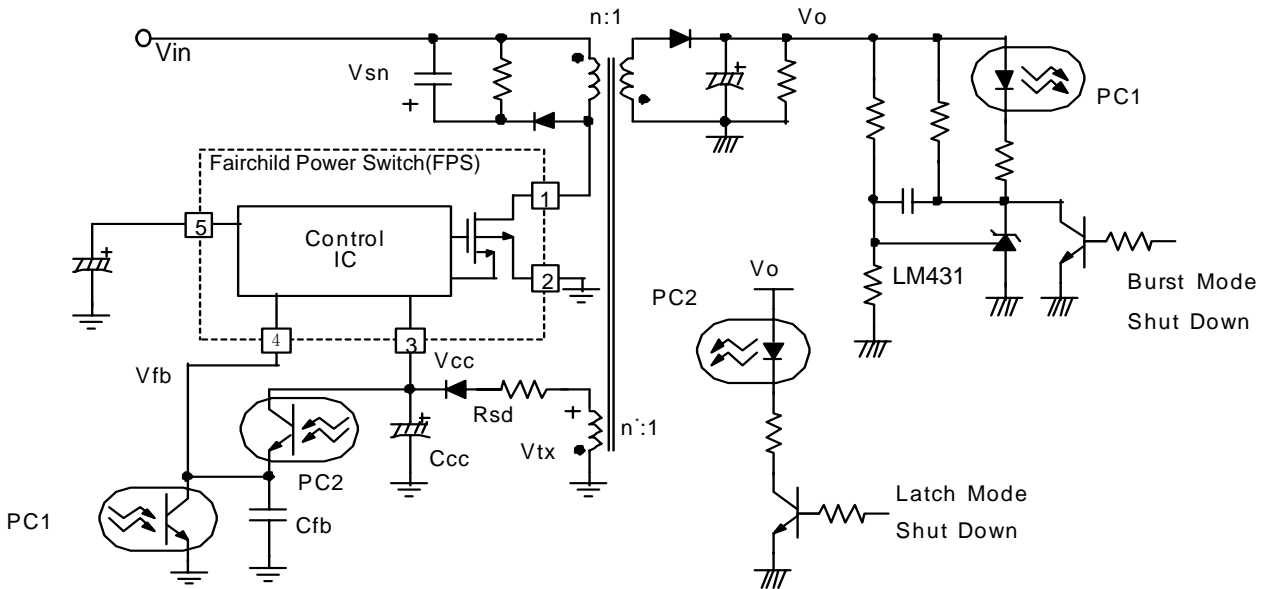 n:1
Vo
Vin
Vsn
+
+
PC1
Fairchild Power Switch(FPS)
1
5
+
Control
IC
2
LM431
Burst Mode
Shut Down
Vo
PC2
4
3
Vfb
Vcc
Rsd
+
+
n`:1
Vtx
Ccc
PC2
PC1
Cfb
Latch Mode
Shut Down